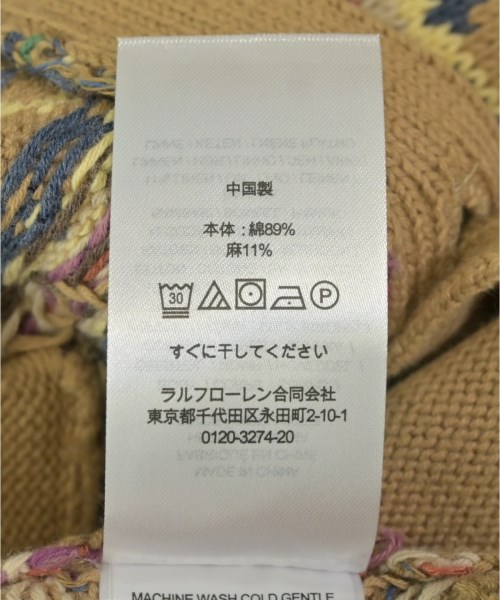 中国製
本体 : 綿89%
麻11%
30
P
すぐに干してください
ラルフローレン合同会社
東京都千代田区永田町2-10-1
0120-3274-20
MACHINE WASH COLD GENTLE